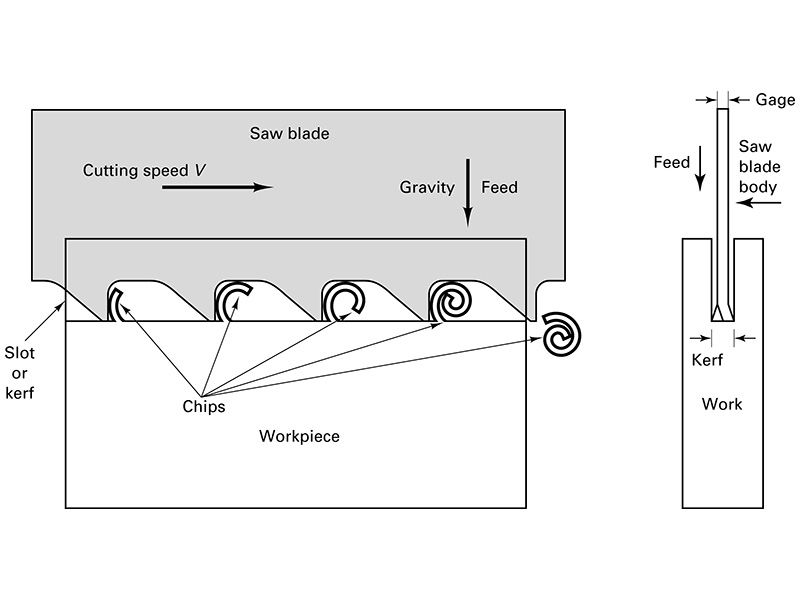 Saw blade
Cutting speed V
Gravity
Feed
Slot
or
kerf
Chips
Workpiece
Gage
Feed
Saw
blade
body
Kerf
Work